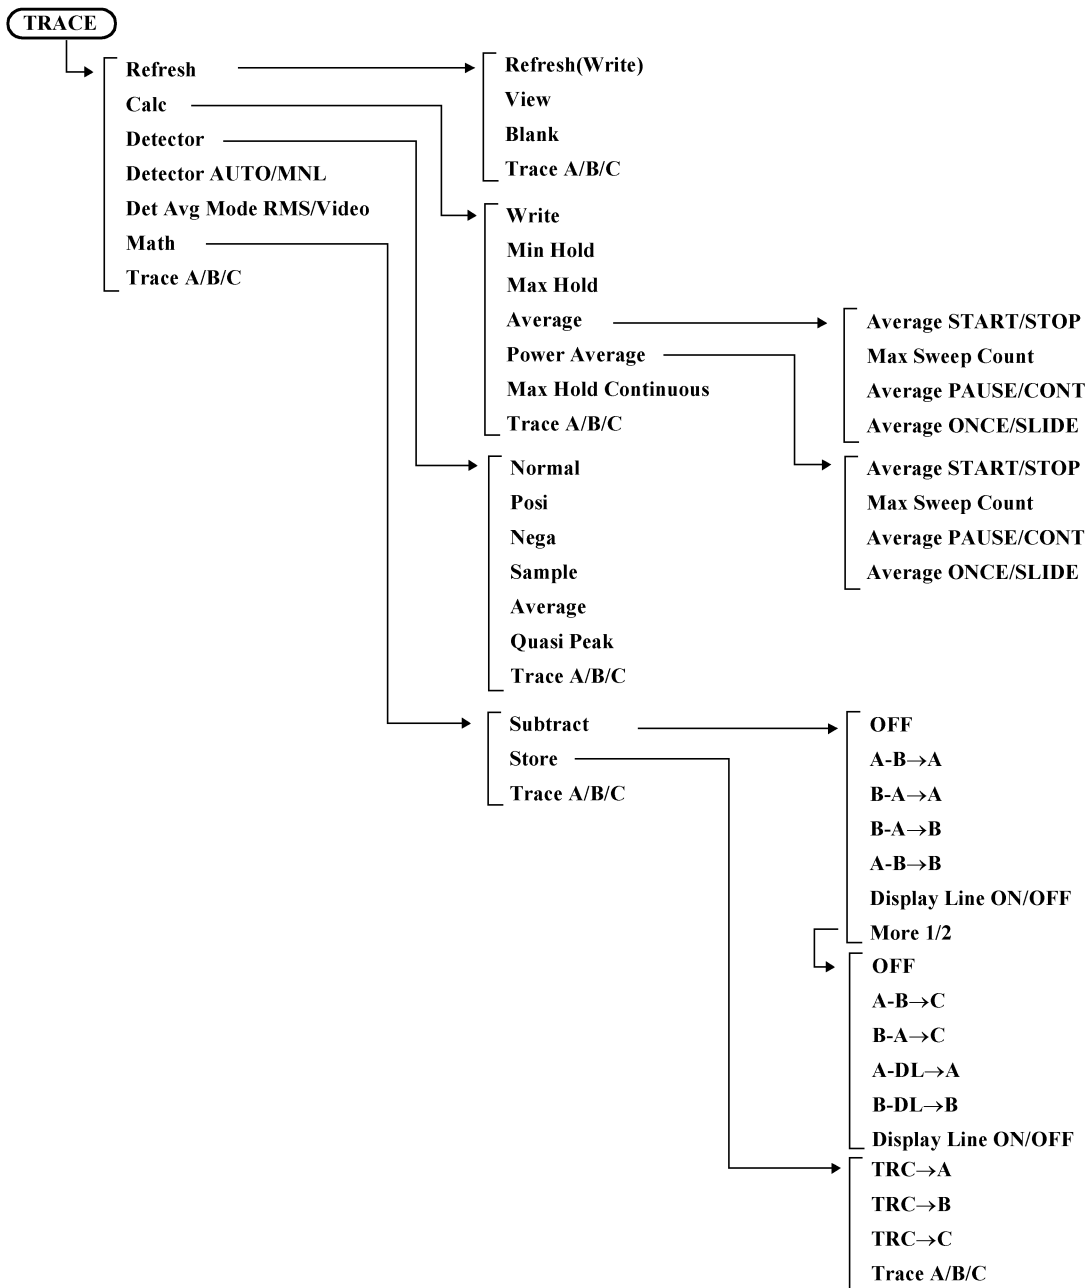 TRACE
Refresh
Calc
Detector
Detector AUTO/MNL
Det Avg Mode RMS/Video
Math
Trace A/B/C
Refresh(Write)
View
Blank
Trace A/B/C
Write
Min Hold
Max Hold
Average
Power Average
Max Hold Continuous
Trace A/B/C
Average START/STOP
Max Sweep Count
Average PAUSE/CONT
Average ONCE/SLIDE
Average START/STOP
Max Sweep Count
Average PAUSE/CONT
Average ONCE/SLIDE
Normal
Posi
Nega
Sample
Average
Quasi Peak
Trace A/B/C
Subtract
Store
Trace A/B/C
OFF
A-B→A
B-A→A
B-A→B
A-B→B
Display Line ON/OFF
More 1/2
OFF
A-B→C
B-A→C
A-DL→A
B-DL→B
Display Line ON/OFF
TRC→A
TRC→B
TRC→C
Trace A/B/C